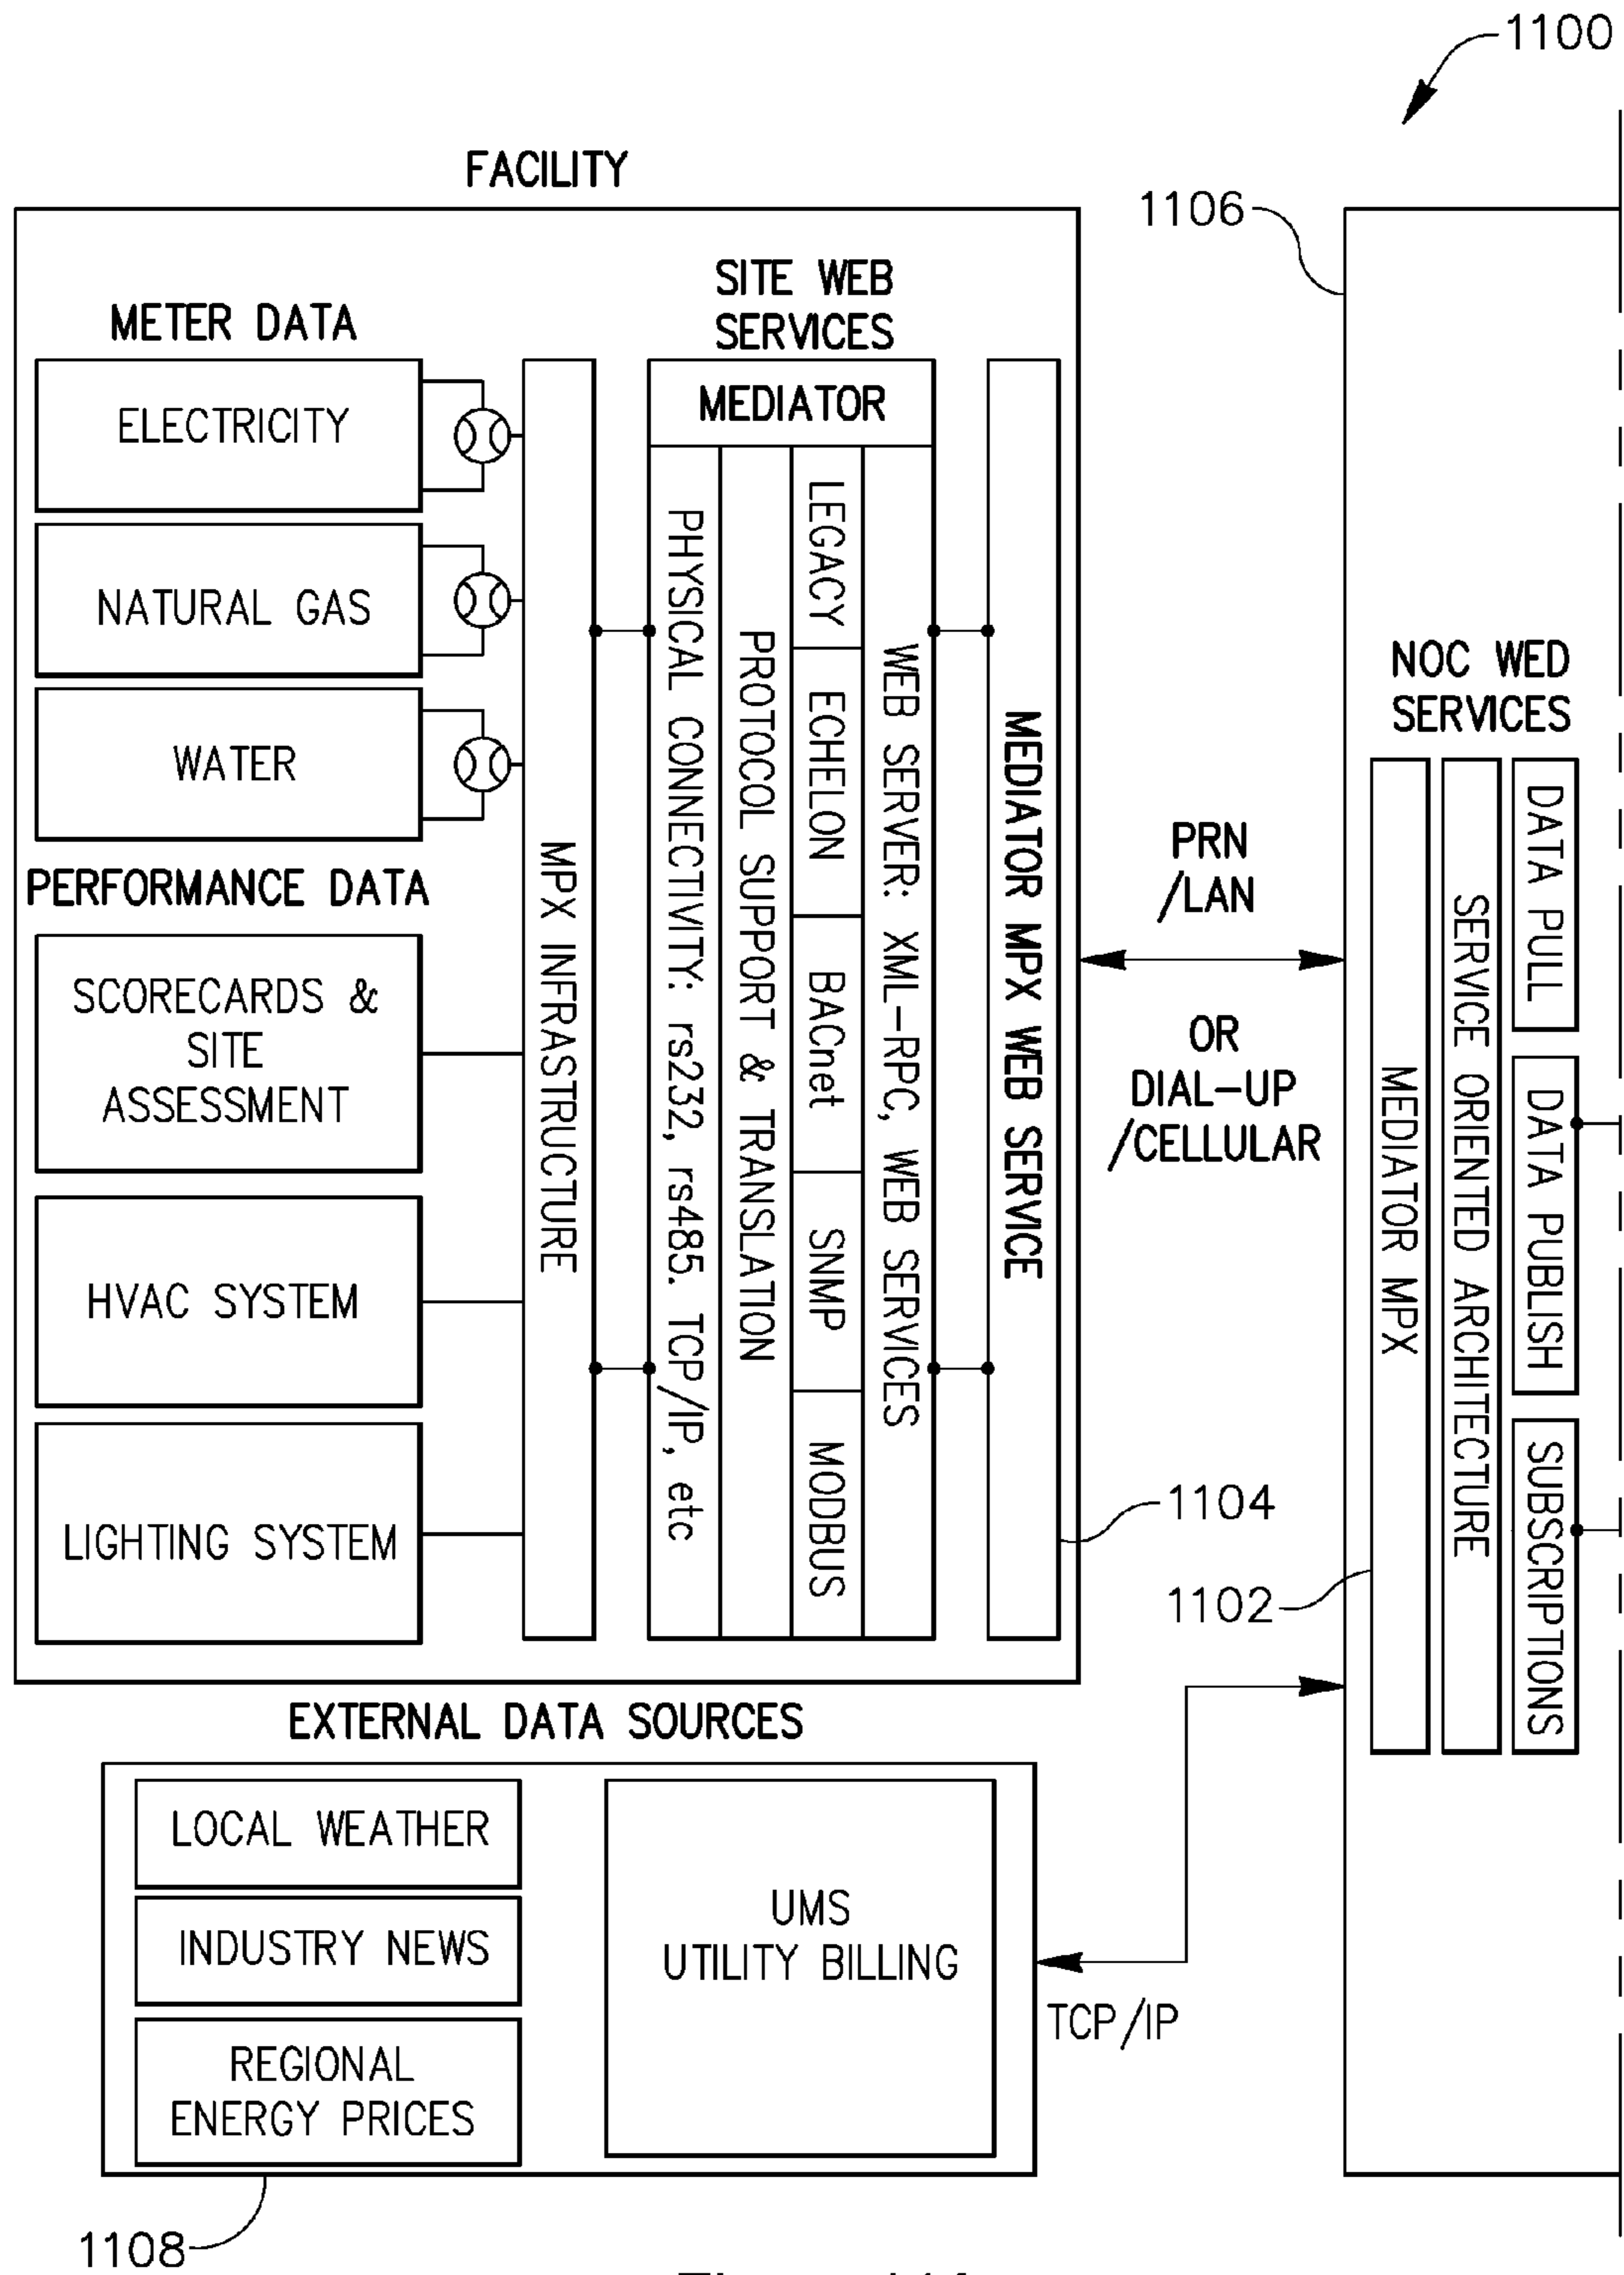 1100
FACILITY
1106
METER DATA
ELECTRICITY
NATURAL GAS
WATER
PERFORMANCE DATA
SCORECARDS &
SITE
ASSESSMENT
HVAC SYSTEM
LIGHTING SYSTEM
MPX INFRASTRUCTURE
SITE WEB
SERVICES
MEDIATOR
PHYSICAL CONNECTIVITY: rs232, rs485. TCP/IP, etc
PROTOCOL SUPPORT & TRANSLATION
LEGACY
ECHELON
BACnet
SNMP
MODBUS
WEB SERVER: XML-RPC, WEB SERVICES
MEDIATOR MPX WEB SERVICE
1104
PRN
/LAN
OR
DIAL-UP
/CELLULAR
NOC WED
SERVICES
MEDIATOR MPX
SERVICE ORIENTED ARCHITECTURE
DATA PULL
DATA PUBLISH
SUBSCRIPTIONS
1102
EXTERNAL DATA SOURCES
LOCAL WEATHER
INDUSTRY NEWS
REGIONAL
ENERGY PRICES
UMS
UTILITY BILLING
TCP/IP
1108